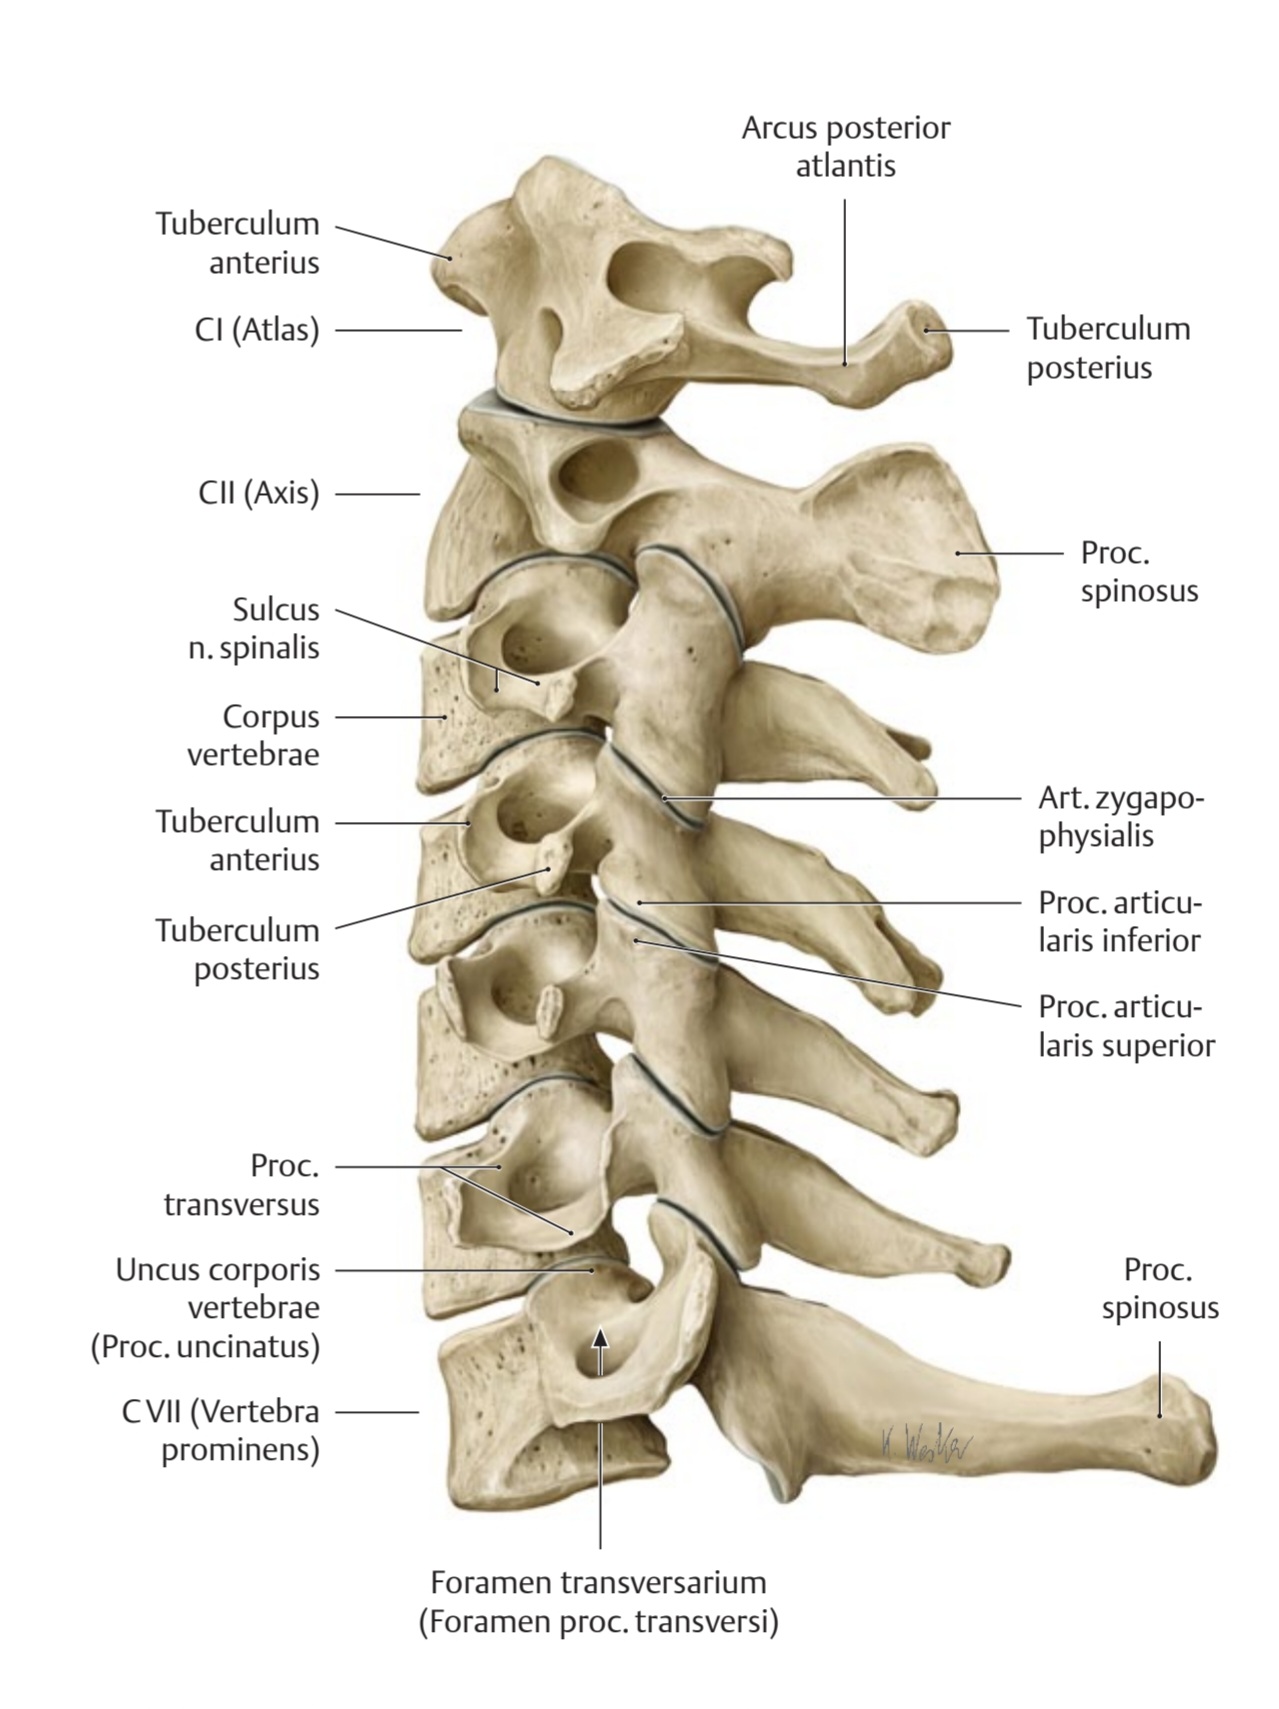 Arcus posterior
atlantis
Tuberculum
anterius
CI (Atlas)
Tuberculum
posterius
CII (Axis)
Proc.
spinosus
Sulcus
n. spinalis
Corpus
vertebrae
Art. zygapo-
physialis
Tuberculum
anterius
Proc. articu-
laris inferior
Tuberculum
posterius
Proc. articu-
laris superior
Proc.
transversus
Uncus corporis
vertebrae
(Proc. uncinatus)
Proc.
spinosus
CVII (Vertebra
prominens)
K Wesker
Foramen transversarium
(Foramen proc. transversi)